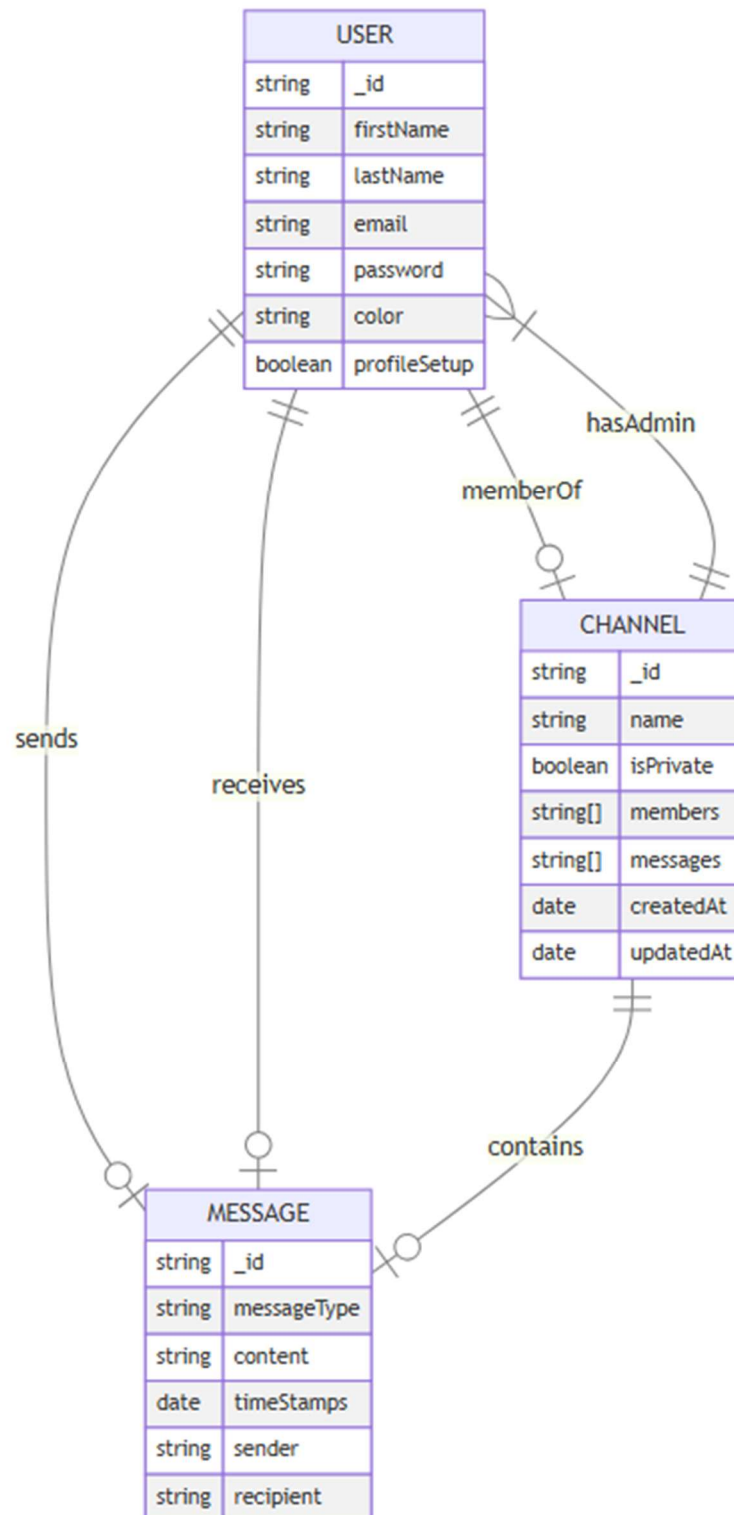 USER
string _id
string firstName
string lastName
string email
string password
string color
boolean profileSetup
hasAdmin
memberOf
CHANNEL
string _id
string name
boolean isPrivate
string[] members
string[] messages
date createdAt
date updatedAt
sends
receives
contains
MESSAGE
string _id
string messageType
string content
date timeStamps
string sender
string recipient